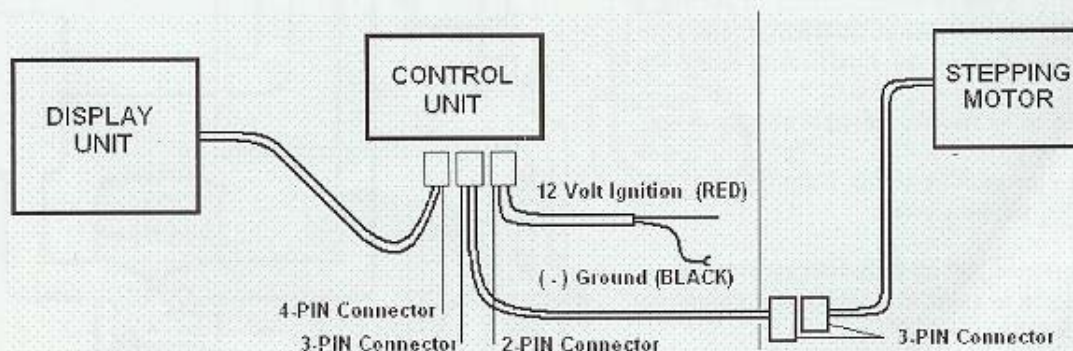 DISPLAY
UNIT
CONTROL
UNIT
STEPPING
MOTOR
12 Volt Ignition (RED)
(-) Ground (BLACK)
4-PIN Connector
3-PIN Connector
2-PIN Connector
3-PIN Connector